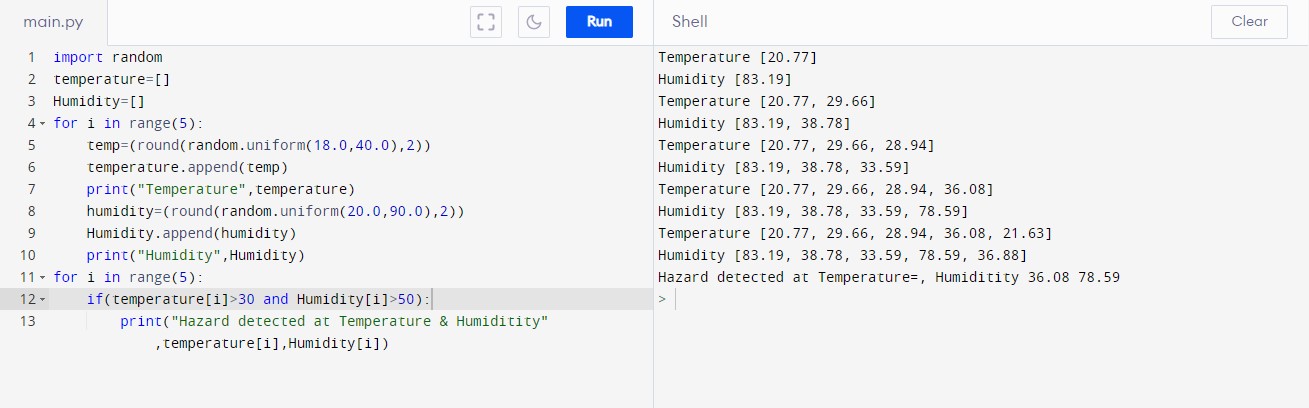 main.py
Run
1 import random
2 temperature=[]
3 Humidity=[]
4 for i in range(5):
5 temp=(round(random.uniform(18.0,40.0),2))
6 temperature.append(temp)
7 print("Temperature",temperature)
8 humidity=(round(random.uniform(20.0,90.0),2))
9 Humidity.append(humidity)
10 print("Humidity",Humidity)
11 for i in range(5):
12 if(temperature[i]>30 and Humidity[i]>50):
13 print("Hazard detected at Temperature & Humiditity"
,temperature[i],Humidity[i])
Shell
Clear
Temperature [20.77]
Humidity [83.19]
Temperature [20.77, 29.66]
Humidity [83.19, 38.78]
Temperature [20.77, 29.66, 28.94]
Humidity [83.19, 38.78, 33.59]
Temperature [20.77, 29.66, 28.94, 36.08]
Humidity [83.19, 38.78, 33.59, 78.59]
Temperature [20.77, 29.66, 28.94, 36.08, 21.63]
Humidity [83.19, 38.78, 33.59, 78.59, 36.88]
Hazard detected at Temperature=, Humiditity 36.08 78.59
>